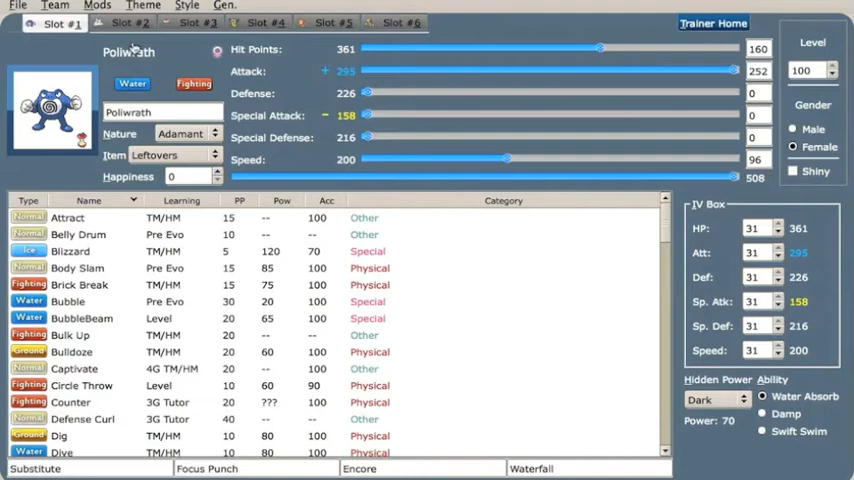 File Team Mods Theme Style Gen.
Slot #1 Slot #2 Slot #3 Slot #4 Slot #5 Slot #6
Trainer Home
Poliwrath
Water Fighting
Poliwrath
Nature Adamant
Item Leftovers
Happiness 0
Hit Points: 361 160
Attack: + 295 252
Defense: 226 0
Special Attack: - 158 0
Special Defense: 216 0
Speed: 200 96
508
Level
100
Gender
Male
Female
Shiny
Type Name Learning PP Pow Acc Category
Normal Attract TM/HM 15 -- 100 Other
Normal Belly Drum Pre Evo 10 -- -- Other
Ice Blizzard TM/HM 5 120 70 Special
Normal Body Slam Pre Evo 15 85 100 Physical
Fighting Brick Break TM/HM 15 75 100 Physical
Water Bubble Pre Evo 30 20 100 Special
Water BubbleBeam Level 20 65 100 Special
Fighting Bulk Up TM/HM 20 -- -- Other
Ground Bulldoze TM/HM 20 60 100 Physical
Normal Captivate 4G TM/HM 20 -- 100 Other
Fighting Circle Throw Level 10 60 90 Physical
Fighting Counter 3G Tutor 20 ??? 100 Physical
Normal Defense Curl 3G Tutor 40 -- -- Other
Ground Dig TM/HM 10 80 100 Physical
Water Dive TM/HM 10 80 100 Physical
Substitute Focus Punch Encore Waterfall
IV Box
HP: 31 361
Att: 31 295
Def: 31 226
Sp. Atk: 31 158
Sp. Def: 31 216
Speed: 31 200
Hidden Power Ability
Dark
Power: 70
Water Absorb
Damp
Swift Swim